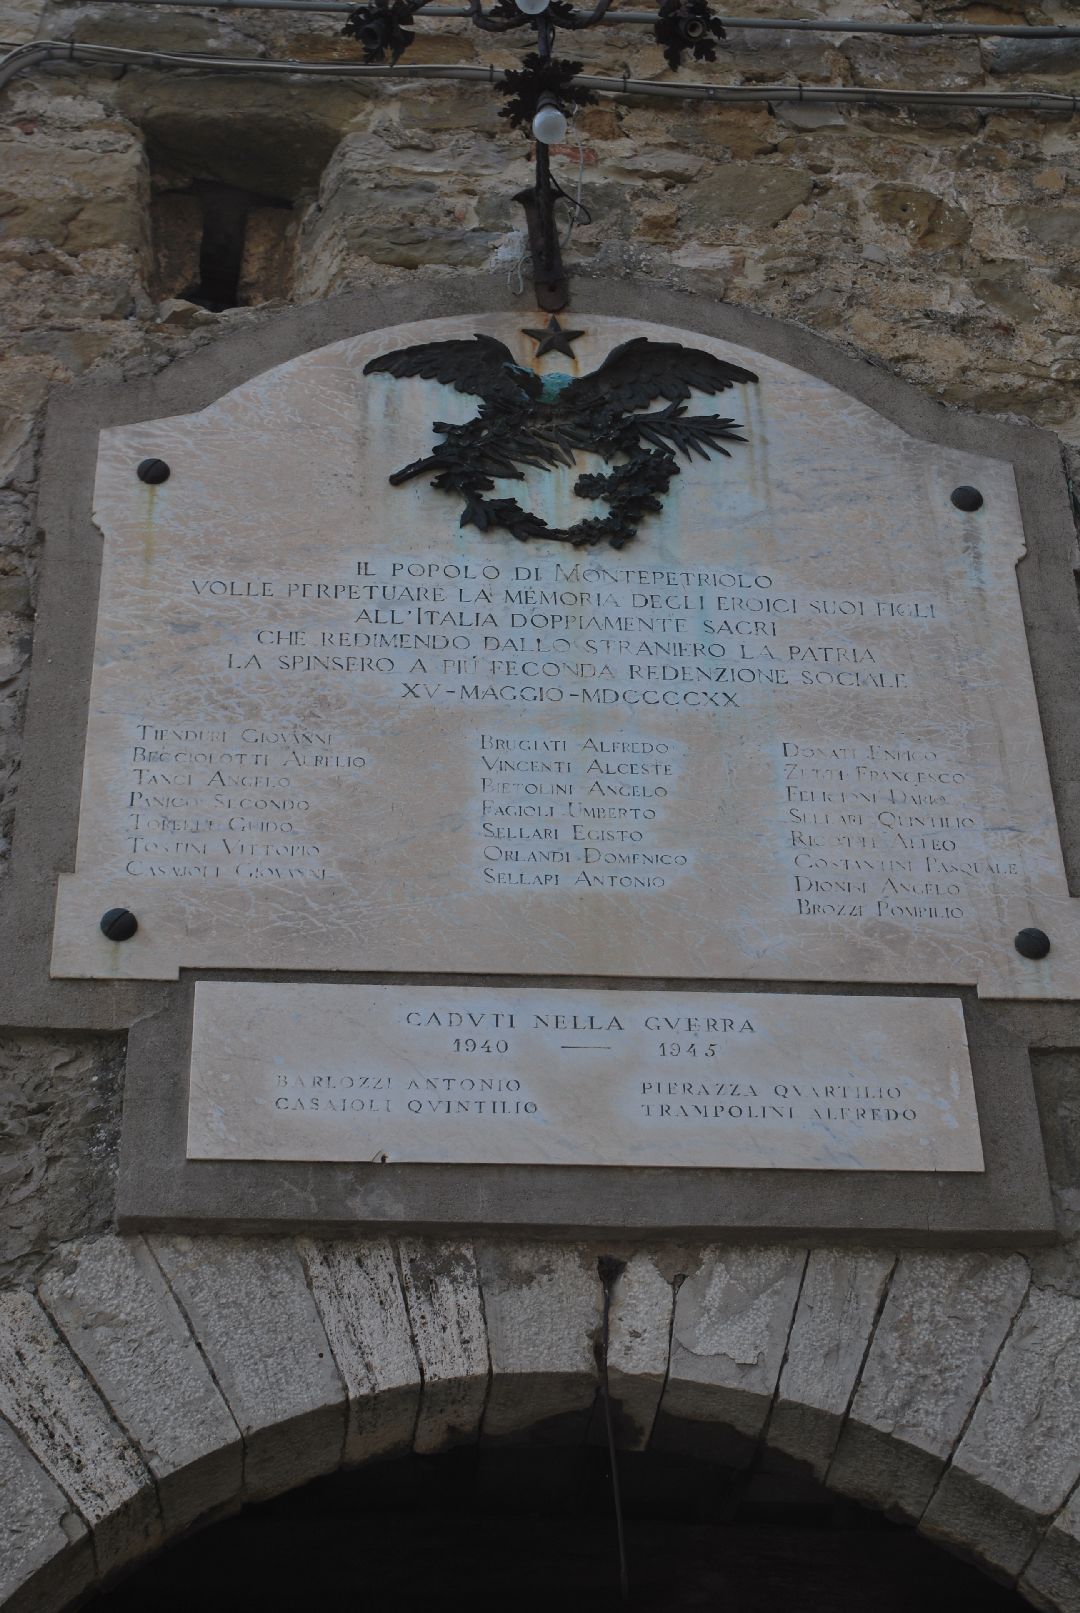 IL POPOLO DI MONTEPETRIOLO
VOLLE PERPETUARE LA MEMORIA DEGLI EROICI SUOI FIGLI
ALL'ITALIA DOPPIAMENTE SACRI
CHE REDIMENDO DALLO STRANIERO LA PATRIA
LA SPINSERO A PIÚ FECONDA REDENZIONE SOCIALE
XV-MAGGIO-MDCCCCXX
TIENDURI GIOVANNI
BECCIOLOTTI AURELIO
TANCI ANGELO
PANICO SECONDO
TORELLI GUIDO
TOSTINI VITTORIO
CASAIOLI GIOVANNI
BRUGIATI ALFREDO
VINCENTI ALCESTE
BIETOLINI ANGELO
FAGIOLI UMBERTO
SELLARI EGISTO
ORLANDI DOMENICO
SELLARI ANTONIO
DONATI ENRICO
ZETTI FRANCESCO
FELICIONI DARIO
SELLARI QUINTILIO
ALTEO
COSTANTINI PASQUALE
DIONISI ANGELO
BROZZI POMPILIO
CADVTI NELLA GVERRA
1940 — 1945
BARLOZZI ANTONIO
CASAIOLI QVINTILIO
PIERAZZA QVARTILIO
TRAMPOLINI ALFREDO